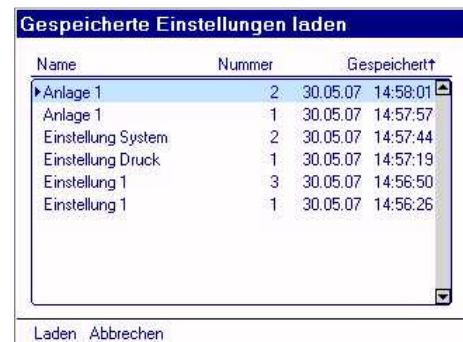 Gespeicherte Einstellungen laden
Name Nummer Gespeichert↑
Anlage 1 2 30.05.07 14:58:01
Anlage 1 1 30.05.07 14:57:57
Einstellung System 2 30.05.07 14:57:44
Einstellung Druck 1 30.05.07 14:57:19
Einstellung 1 3 30.05.07 14:56:50
Einstellung 1 1 30.05.07 14:56:26
Laden Abbrechen